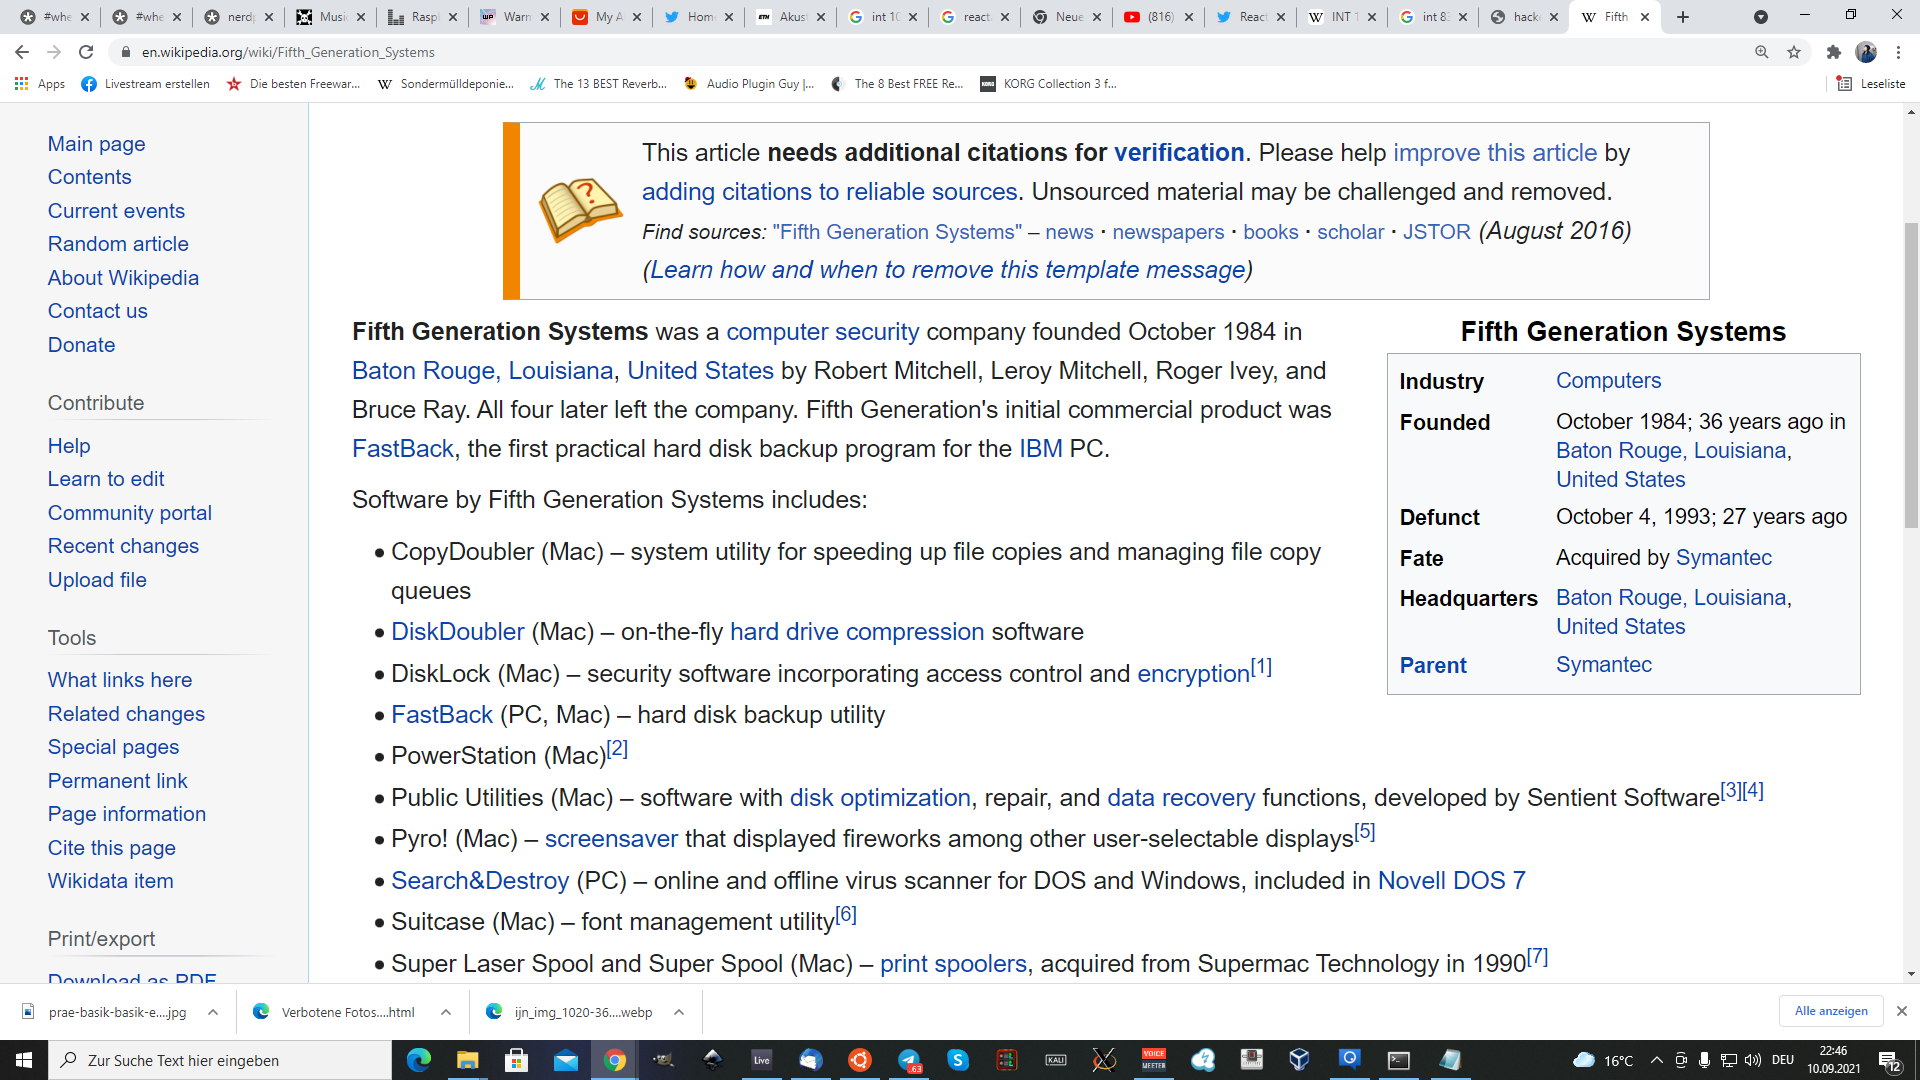 #whe
#whe
nerdp
Music
Raspl
Warn
My A
Hom
Akust
int 10
react.
Neue
(816)
React
INT 1
int 83
hack
Fifth
en.wikipedia.org/wiki/Fifth_Generation_Systems
Apps
Livestream erstellen
Die besten Freewar...
Sondermülldeponie...
The 13 BEST Reverb...
Audio Plugin Guy |...
The 8 Best FREE Re...
KORG Collection 3 f...
Leseliste
Main page
Contents
Current events
Random article
About Wikipedia
Contact us
Donate
Contribute
Help
Learn to edit
Community portal
Recent changes
Upload file
Tools
What links here
Related changes
Special pages
Permanent link
Page information
Cite this page
Wikidata item
Print/export
Download as PDF
This article needs additional citations for verification. Please help improve this article by
adding citations to reliable sources. Unsourced material may be challenged and removed.
Find sources: "Fifth Generation Systems" – news · newspapers · books · scholar · JSTOR (August 2016)
(Learn how and when to remove this template message)
Fifth Generation Systems was a computer security company founded October 1984 in
Baton Rouge, Louisiana, United States by Robert Mitchell, Leroy Mitchell, Roger Ivey, and
Bruce Ray. All four later left the company. Fifth Generation's initial commercial product was
FastBack, the first practical hard disk backup program for the IBM PC.
Software by Fifth Generation Systems includes:
• CopyDoubler (Mac) – system utility for speeding up file copies and managing file copy
queues
• DiskDoubler (Mac) – on-the-fly hard drive compression software
• DiskLock (Mac) – security software incorporating access control and encryption[1]
• FastBack (PC, Mac) – hard disk backup utility
• PowerStation (Mac)[2]
• Public Utilities (Mac) – software with disk optimization, repair, and data recovery functions, developed by Sentient Software[3][4]
• Pyro! (Mac) – screensaver that displayed fireworks among other user-selectable displays[5]
• Search&Destroy (PC) – online and offline virus scanner for DOS and Windows, included in Novell DOS 7
• Suitcase (Mac) – font management utility[6]
• Super Laser Spool and Super Spool (Mac) – print spoolers, acquired from Supermac Technology in 1990[7]
Fifth Generation Systems
Industry Computers
Founded October 1984; 36 years ago in
Baton Rouge, Louisiana,
United States
Defunct October 4, 1993; 27 years ago
Fate Acquired by Symantec
Headquarters Baton Rouge, Louisiana,
United States
Parent Symantec
prae-basik-basik-e....jpg
Verbotene Fotos....html
ijn_img_1020-36....webp
Alle anzeigen
Zur Suche Text hier eingeben
Live
.63
KALI
VOICE
MEETER
16°C
DEU
22:46
10.09.2021
12